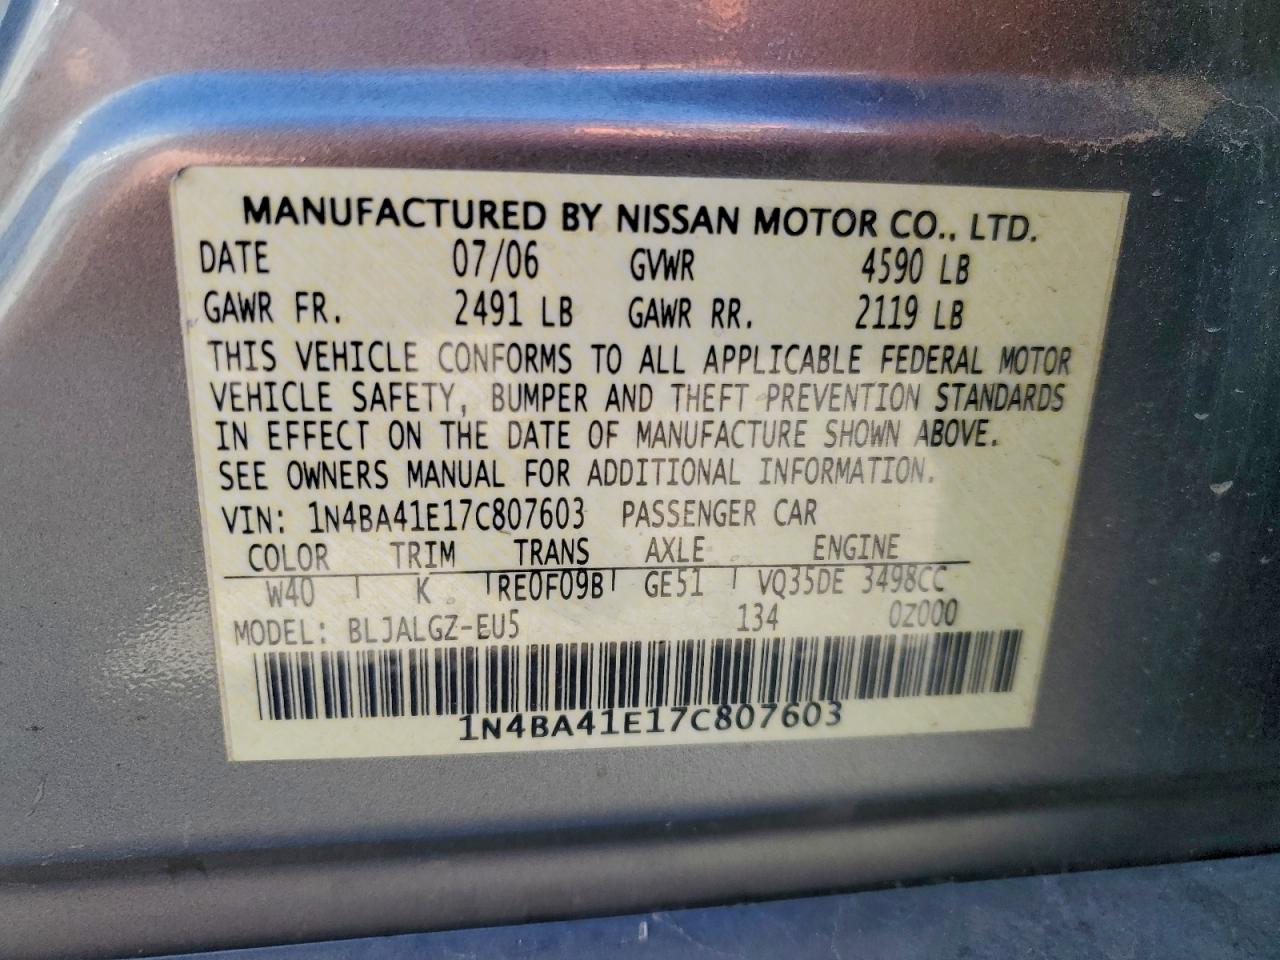 MANUFACTURED BY NISSAN MOTOR CO., LTD.
DATE 07/06 GVWR 4590 LB
GAWR FR. 2491 LB GAWR RR. 2119 LB
THIS VEHICLE CONFORMS TO ALL APPLICABLE FEDERAL MOTOR
VEHICLE SAFETY, BUMPER AND THEFT PREVENTION STANDARDS
IN EFFECT ON THE DATE OF MANUFACTURE SHOWN ABOVE.
SEE OWNERS MANUAL FOR ADDITIONAL INFORMATION.
VIN: 1N4BA41E17C807603 PASSENGER CAR
COLOR TRIM TRANS AXLE ENGINE
W40 K RE0F09B GE51 VQ35DE 3498CC
MODEL: BLJALGZ-EU5 134 0Z000
1N4BA41E17C807603